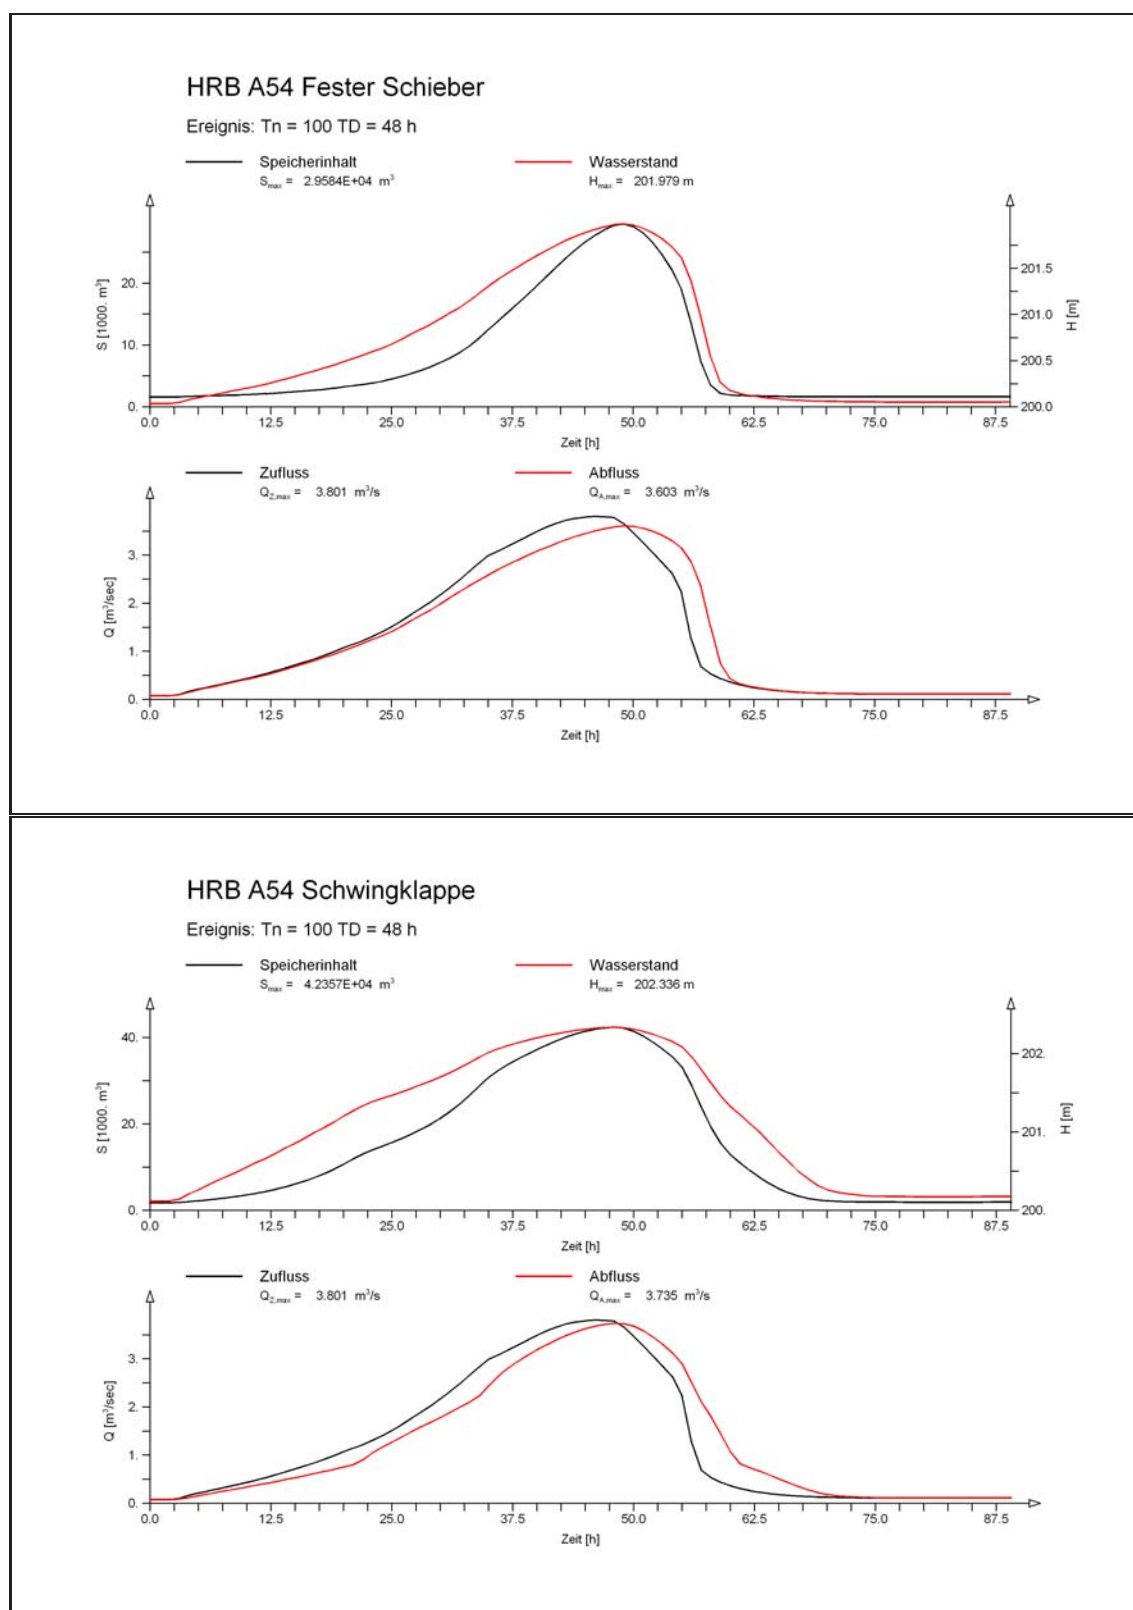 HRB A54 Fester Schieber
Ereignis: Tn = 100 TD = 48 h
Speicherinhalt Wasserstand
Smax = 2.9584E+04 m³ Hmax = 201.979 m
S [1000. m³]
20.
10.
0.
H [m]
201.5
201.0
200.5
200.0
0.0 12.5 25.0 37.5 50.0 62.5 75.0 87.5
Zeit [h]
Zufluss Abfluss
QZ,max = 3.801 m³/s QA,max = 3.603 m³/s
Q [m³/sec]
3.
2.
1.
0.
0.0 12.5 25.0 37.5 50.0 62.5 75.0 87.5
Zeit [h]
HRB A54 Schwingklappe
Ereignis: Tn = 100 TD = 48 h
Speicherinhalt Wasserstand
Smax = 4.2357E+04 m³ Hmax = 202.336 m
S [1000. m³]
40.
20.
0.
H [m]
202.
201.
200.
0.0 12.5 25.0 37.5 50.0 62.5 75.0 87.5
Zeit [h]
Zufluss Abfluss
QZ,max = 3.801 m³/s QA,max = 3.735 m³/s
Q [m³/sec]
3.
2.
1.
0.
0.0 12.5 25.0 37.5 50.0 62.5 75.0 87.5
Zeit [h]